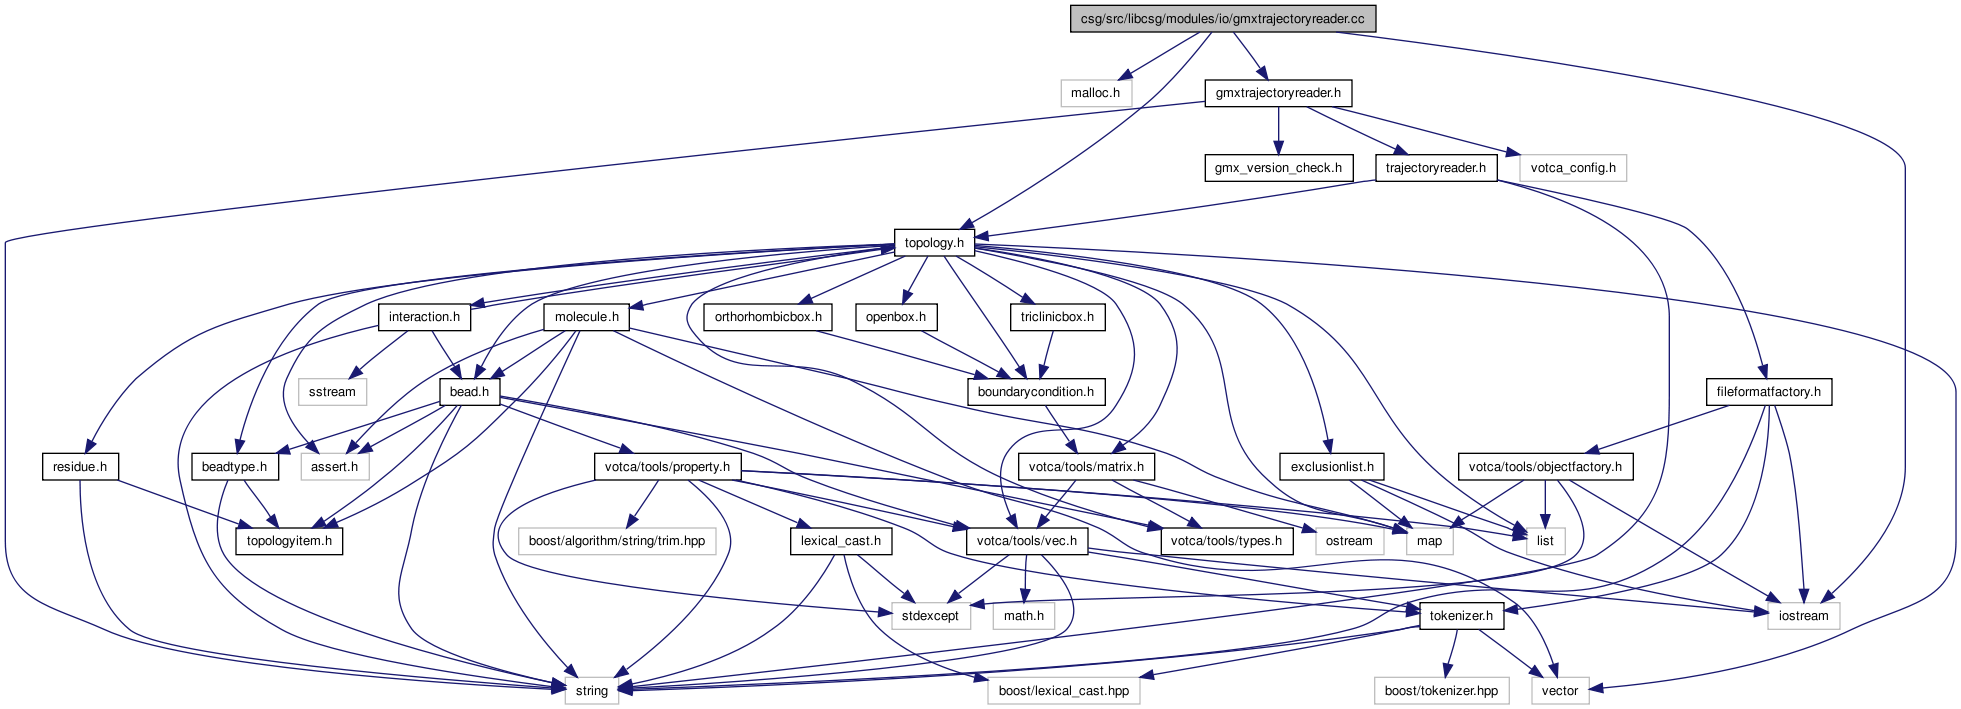 csg/src/libcsg/modules/io/gmxtrajectoryreader.cc
malloc.h
gmxtrajectoryreader.h
gmx_version_check.h
trajectoryreader.h
votca_config.h
topology.h
interaction.h
molecule.h
orthorhombicbox.h
openbox.h
triclinicbox.h
sstream
bead.h
boundarycondition.h
fileformatfactory.h
residue.h
beadtype.h
assert.h
votca/tools/property.h
votca/tools/matrix.h
exclusionlist.h
votca/tools/objectfactory.h
topologyitem.h
boost/algorithm/string/trim.hpp
lexical_cast.h
votca/tools/vec.h
votca/tools/types.h
ostream
map
list
stdexcept
math.h
tokenizer.h
iostream
string
boost/lexical_cast.hpp
boost/tokenizer.hpp
vector